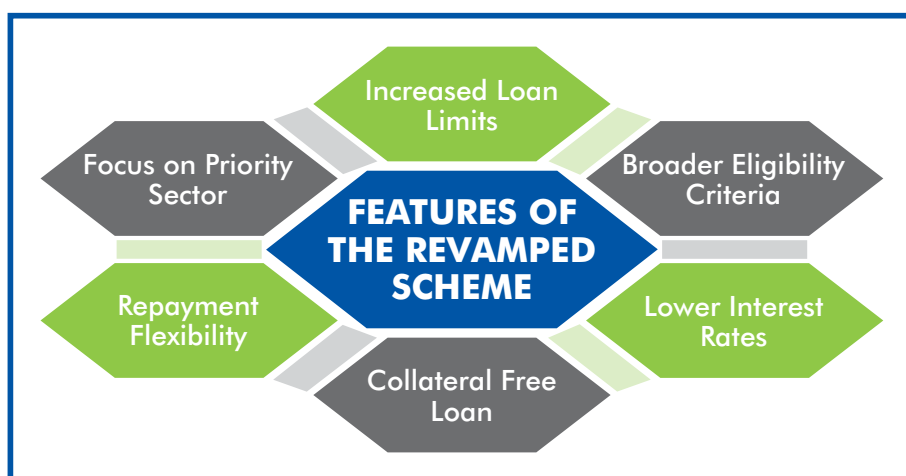 Increased Loan
Limits
Focus on Priority
Sector
Broader Eligibility
Criteria
FEATURES OF
THE REVAMPED
SCHEME
Repayment
Flexibility
Lower Interest
Rates
Collateral Free
Loan